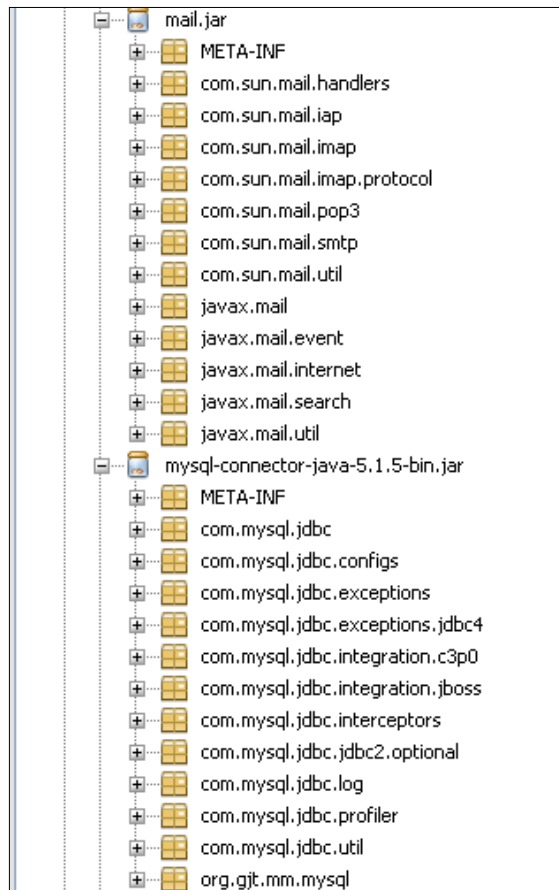 mail.jar
META-INF
com.sun.mail.handlers
com.sun.mail.iap
com.sun.mail.imap
com.sun.mail.imap.protocol
com.sun.mail.pop3
com.sun.mail.smtp
com.sun.mail.util
javax.mail
javax.mail.event
javax.mail.internet
javax.mail.search
javax.mail.util
mysql-connector-java-5.1.5-bin.jar
META-INF
com.mysql.jdbc
com.mysql.jdbc.configs
com.mysql.jdbc.exceptions
com.mysql.jdbc.exceptions.jdbc4
com.mysql.jdbc.integration.c3p0
com.mysql.jdbc.integration.jboss
com.mysql.jdbc.interceptors
com.mysql.jdbc.jdbc2.optional
com.mysql.jdbc.log
com.mysql.jdbc.profiler
com.mysql.jdbc.util
org.gjt.mm.mysql